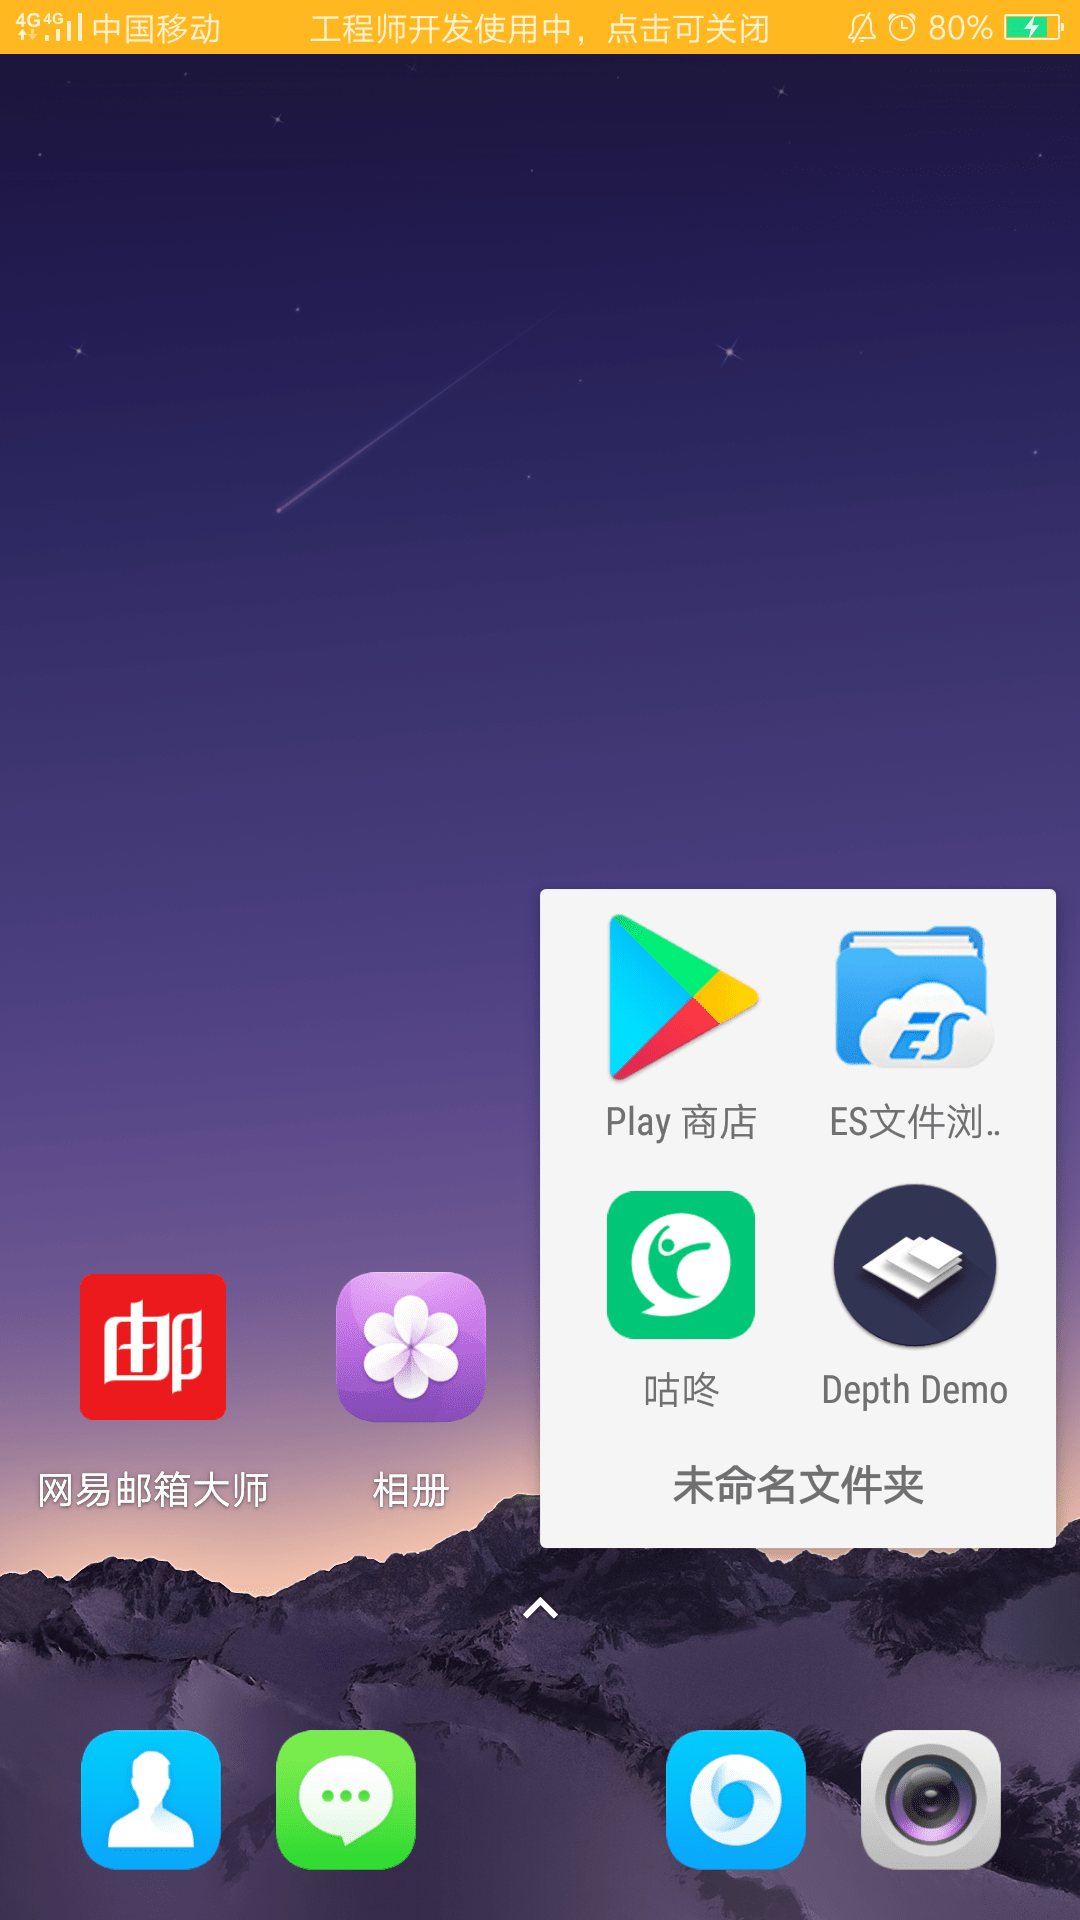 4G 4G 中国移动 工程师开发使用中，点击可关闭 80%
Play 商店 ES文件浏..
邮
咕咚 Depth Demo
网易邮箱大师 相册
未命名文件夹